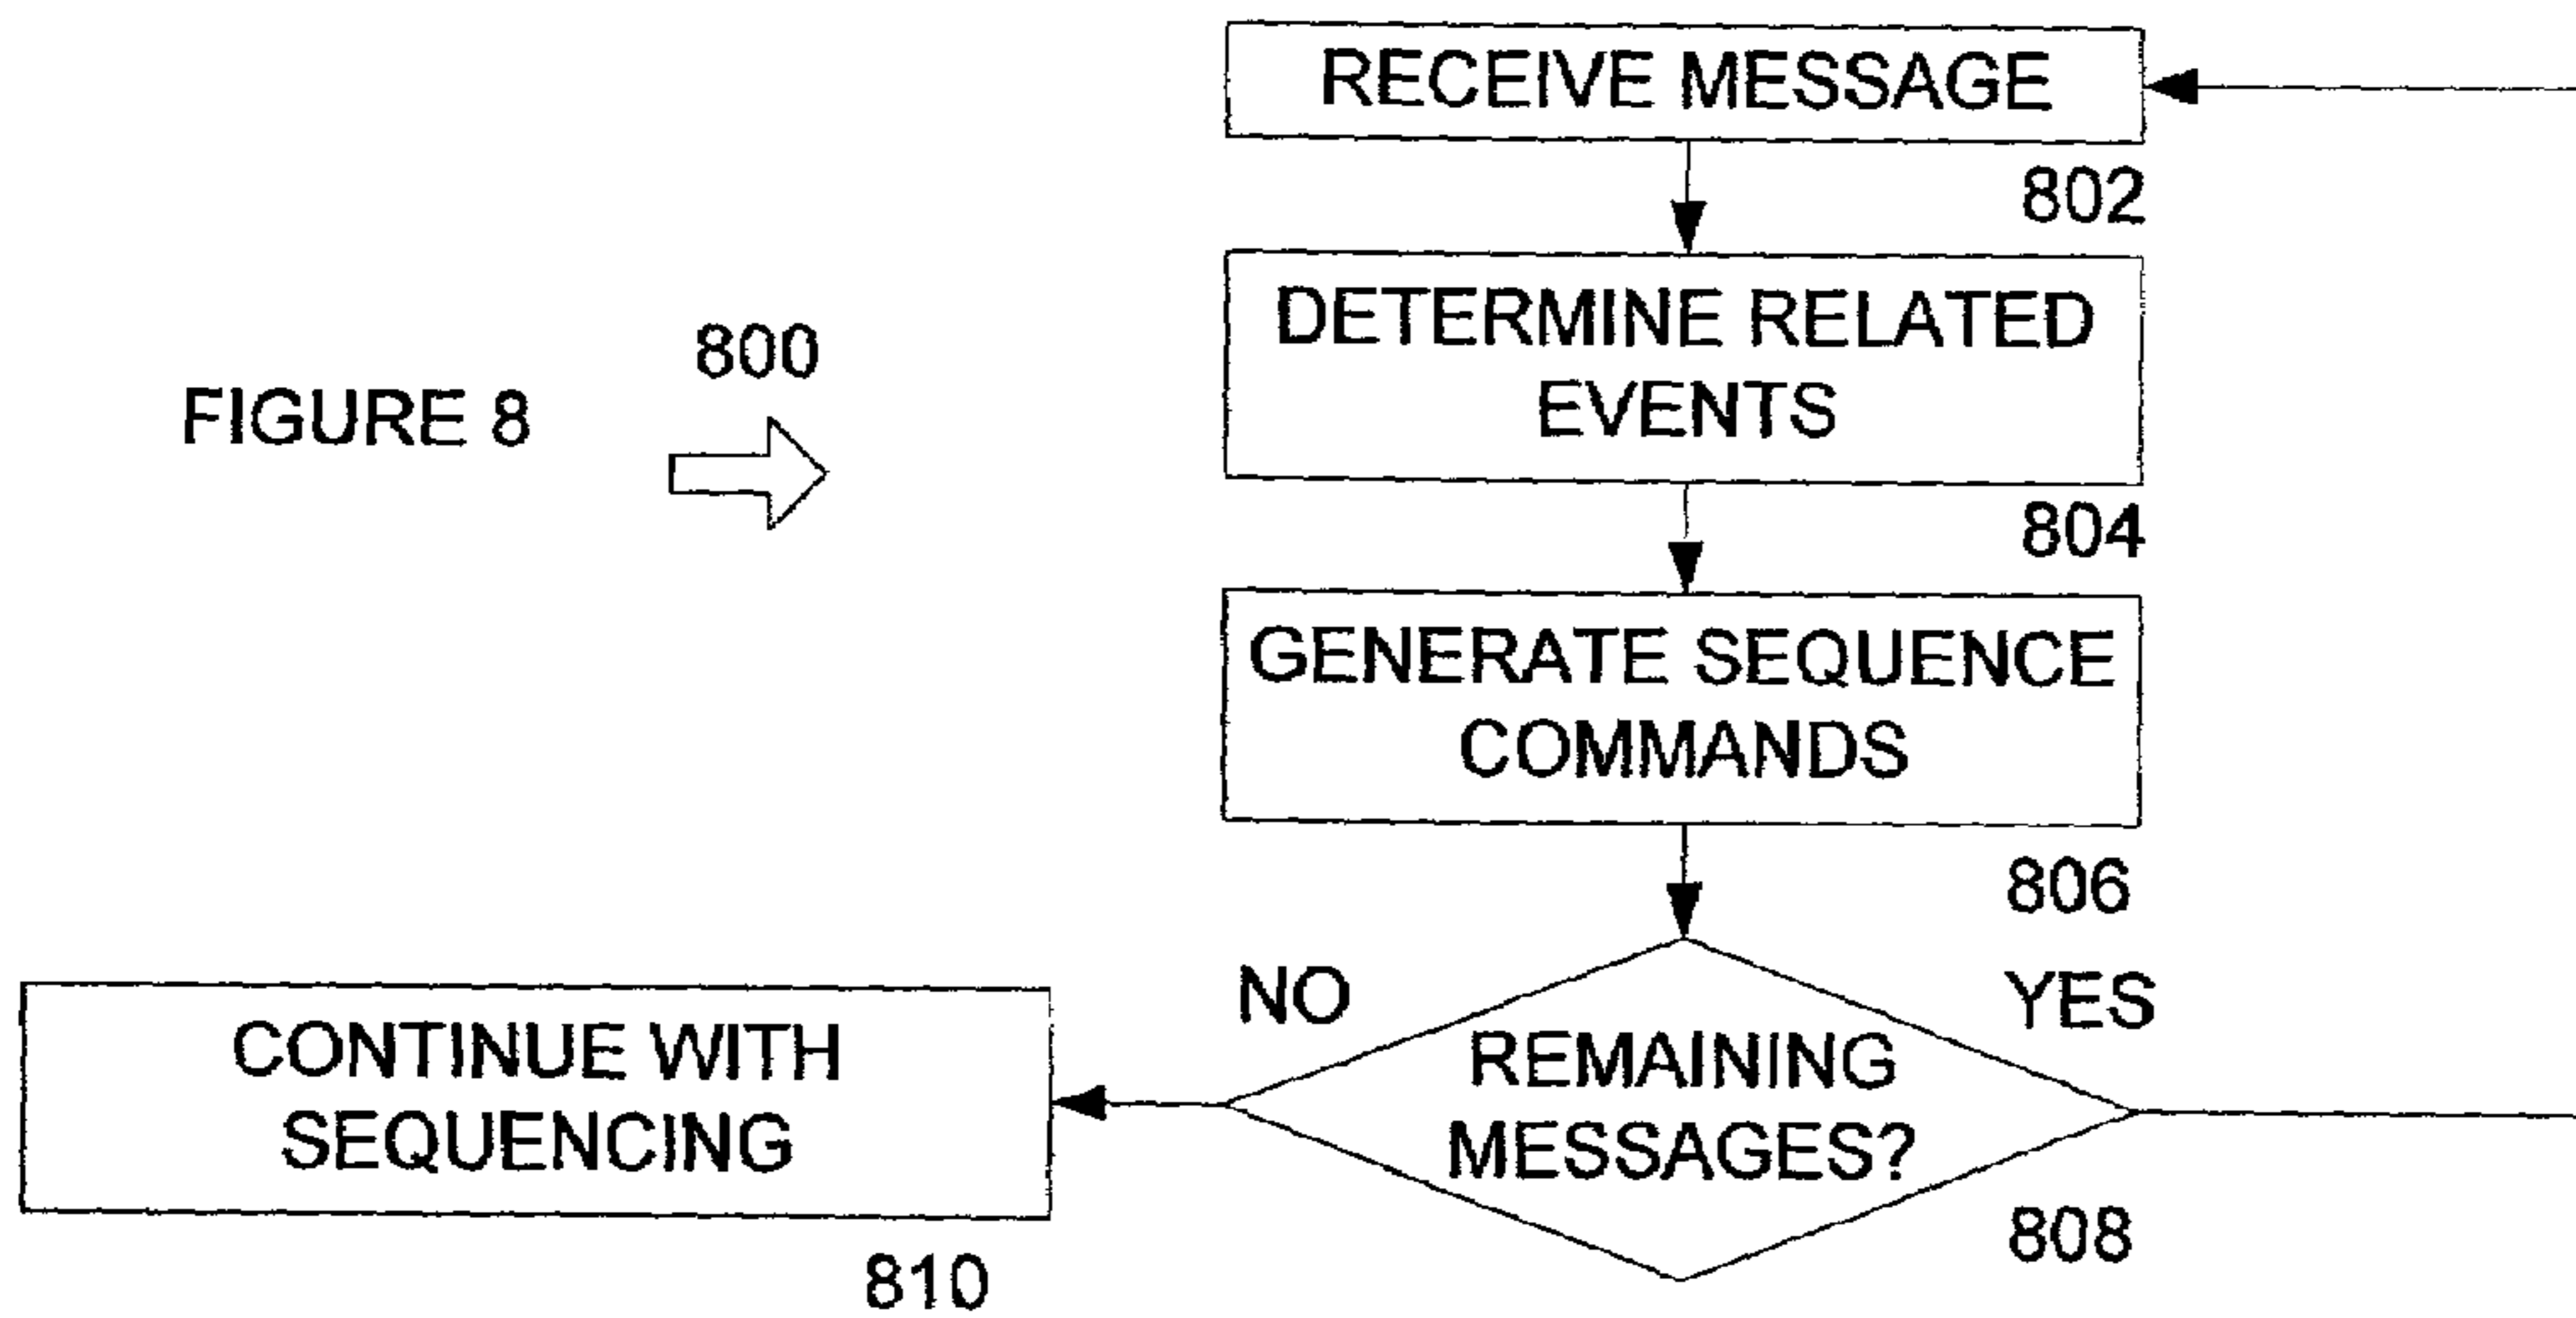 RECEIVE MESSAGE
802
DETERMINE RELATED
EVENTS
804
800
FIGURE 8
GENERATE SEQUENCE
COMMANDS
806
NO
YES
REMAINING
MESSAGES?
808
CONTINUE WITH
SEQUENCING
810